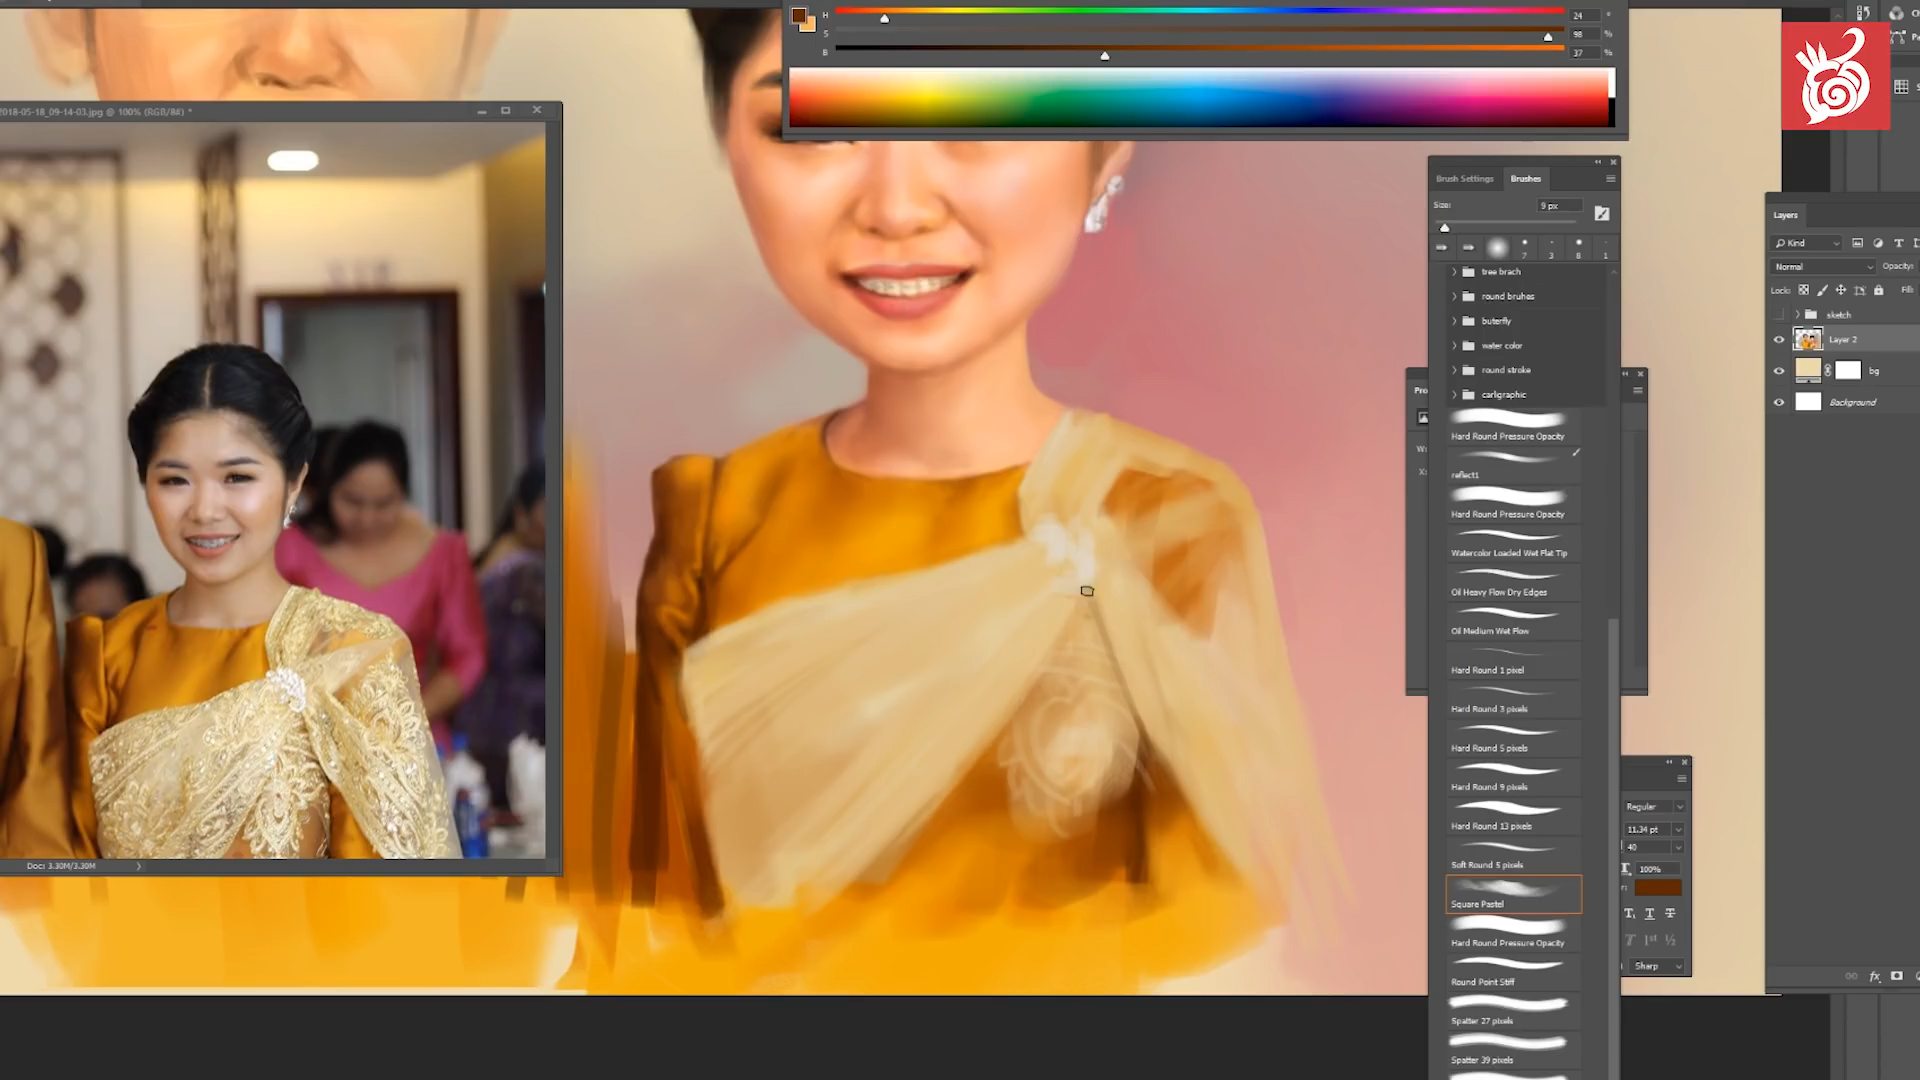 H 24 °
S 98 %
B 37 %
2018-05-18_09-14-03.jpg @ 100% (RGB/8#) *
Doc: 3.30M/3.30M
Brush Settings
Brushes
Size:
9 px
7
3
8
1
tree brach
round bruhes
buterfly
water color
round stroke
carligraphic
Hard Round Pressure Opacity
reflect1
Hard Round Pressure Opacity
Watercolor Loaded Wet Flat Tip
Oil Heavy Flow Dry Edges
Oil Medium Wet Flow
Hard Round 1 pixel
Hard Round 3 pixels
Hard Round 5 pixels
Hard Round 9 pixels
Hard Round 13 pixels
Soft Round 5 pixels
Square Pastel
Hard Round Pressure Opacity
Round Point Stiff
Spatter 27 pixels
Spatter 39 pixels
Regular
11.34 pt
40
100%
Sharp
Layers
Kind
Normal
Opacity:
Lock:
Fill:
sketch
Layer 2
bg
Background